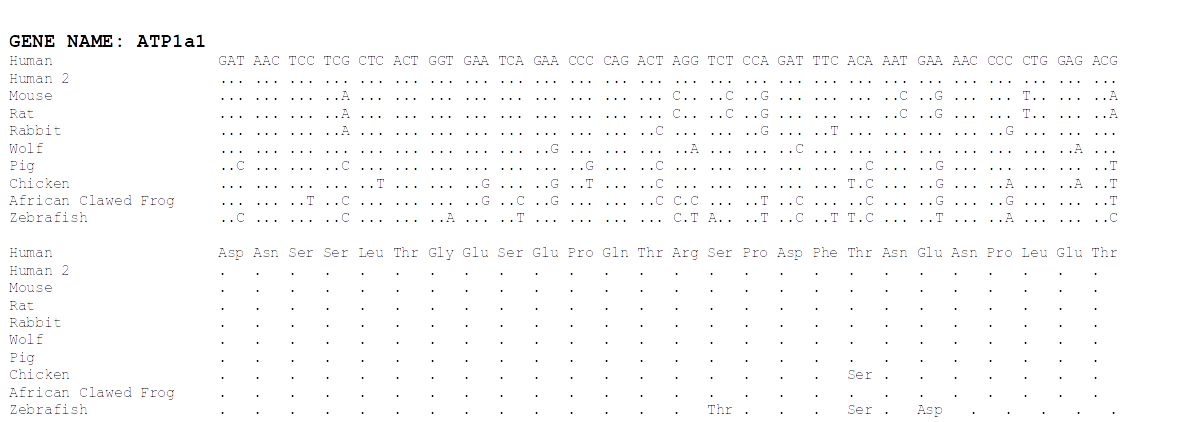 GENE NAME: ATP1a1
Human GAT AAC TCC TCG CTC ACT GGT GAA TCA GAA CCC CAG ACT AGG TCT CCA GAT TTC ACA AAT GAA AAC CCC CTG GAG ACG
Human 2 ... ... ... ... ... ... ... ... ... ... ... ... ... ... ... ... ... ... ... ... ... ... ... ... ... ...
Mouse ... ... ... ..A ... ... ... ... ... ... ... ... ... C.. ..C ..G ... ... ... ..C ..G ... ... T.. ... ..A
Rat ... ... ... ..A ... ... ... ... ... ... ... ... ... C.. ..C ..G ... ... ... ..C ..G ... ... T.. ... ..A
Rabbit ... ... ... ..A ... ... ... ... ... ... ... ... ..C ... ... ..G ... ..T ... ... ... ... ..G ... ... ...
Wolf ... ... ... ... ... ... ... ... ... ..G ... ... ... ..A ... ... ..C ... ... ... ... ... ... ... ..A ...
Pig ..C ... ... ..C ... ... ... ... ... ... ..G ... ..C ... ... ... ... ... ..C ... ..G ... ... ... ... ..T
Chicken ... ... ... ... ..T ... ... ..G ... ..G ..T ... ..C ... ... ... ... ... T.C ... ..G ... ..A ... ..A ..T
African Clawed Frog ... ... ..T ..C ... ... ... ..G ..C ..G ... ... ..C C.C ... ..T ..C ... ..C ... ..G ... ..G ... ... ..T
Zebrafish ..C ... ... ..C ... ... ..A ... ..T ... ... ... ... C.T A.. ..T ..C ..T T.C ... ..T ... ..A ... ... ..C
Human Asp Asn Ser Ser Leu Thr Gly Glu Ser Glu Pro Gln Thr Arg Ser Pro Asp Phe Thr Asn Glu Asn Pro Leu Glu Thr
Human 2 . . . . . . . . . . . . . . . . . . . . . . . . . .
Mouse . . . . . . . . . . . . . . . . . . . . . . . . . .
Rat . . . . . . . . . . . . . . . . . . . . . . . . . .
Rabbit . . . . . . . . . . . . . . . . . . . . . . . . . .
Wolf . . . . . . . . . . . . . . . . . . . . . . . . . .
Pig . . . . . . . . . . . . . . . . . . . . . . . . . .
Chicken . . . . . . . . . . . . . . . . . . Ser . . . . . . .
African Clawed Frog . . . . . . . . . . . . . . . . . . . . . . . . . .
Zebrafish . . . . . . . . . . . . . . Thr . . . Ser . Asp . . . . .